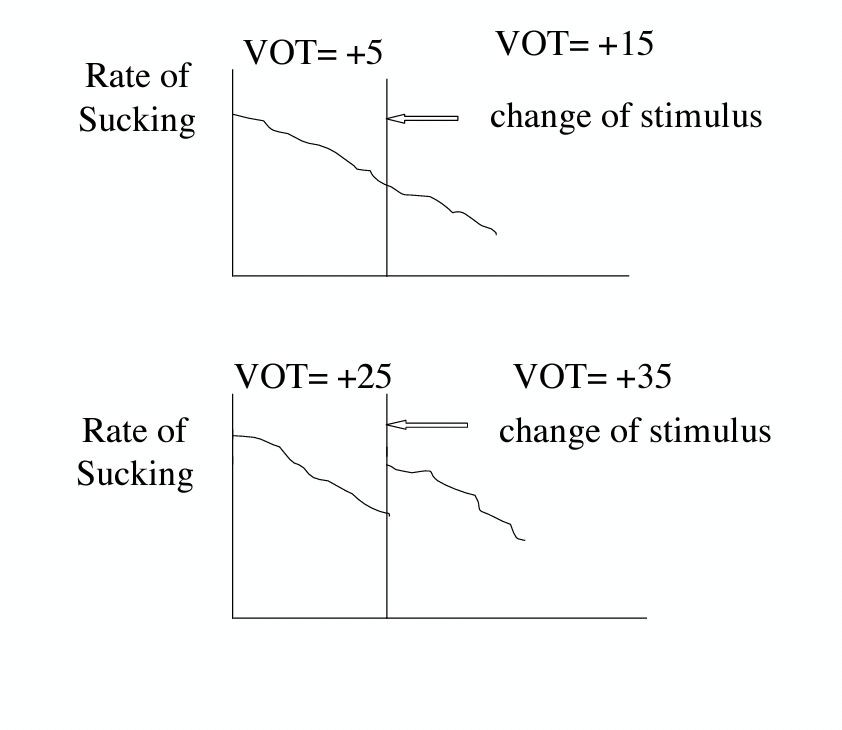 VOT= +5
VOT= +15
Rate of
Sucking
change of stimulus
VOT= +25
VOT= +35
Rate of
Sucking
change of stimulus